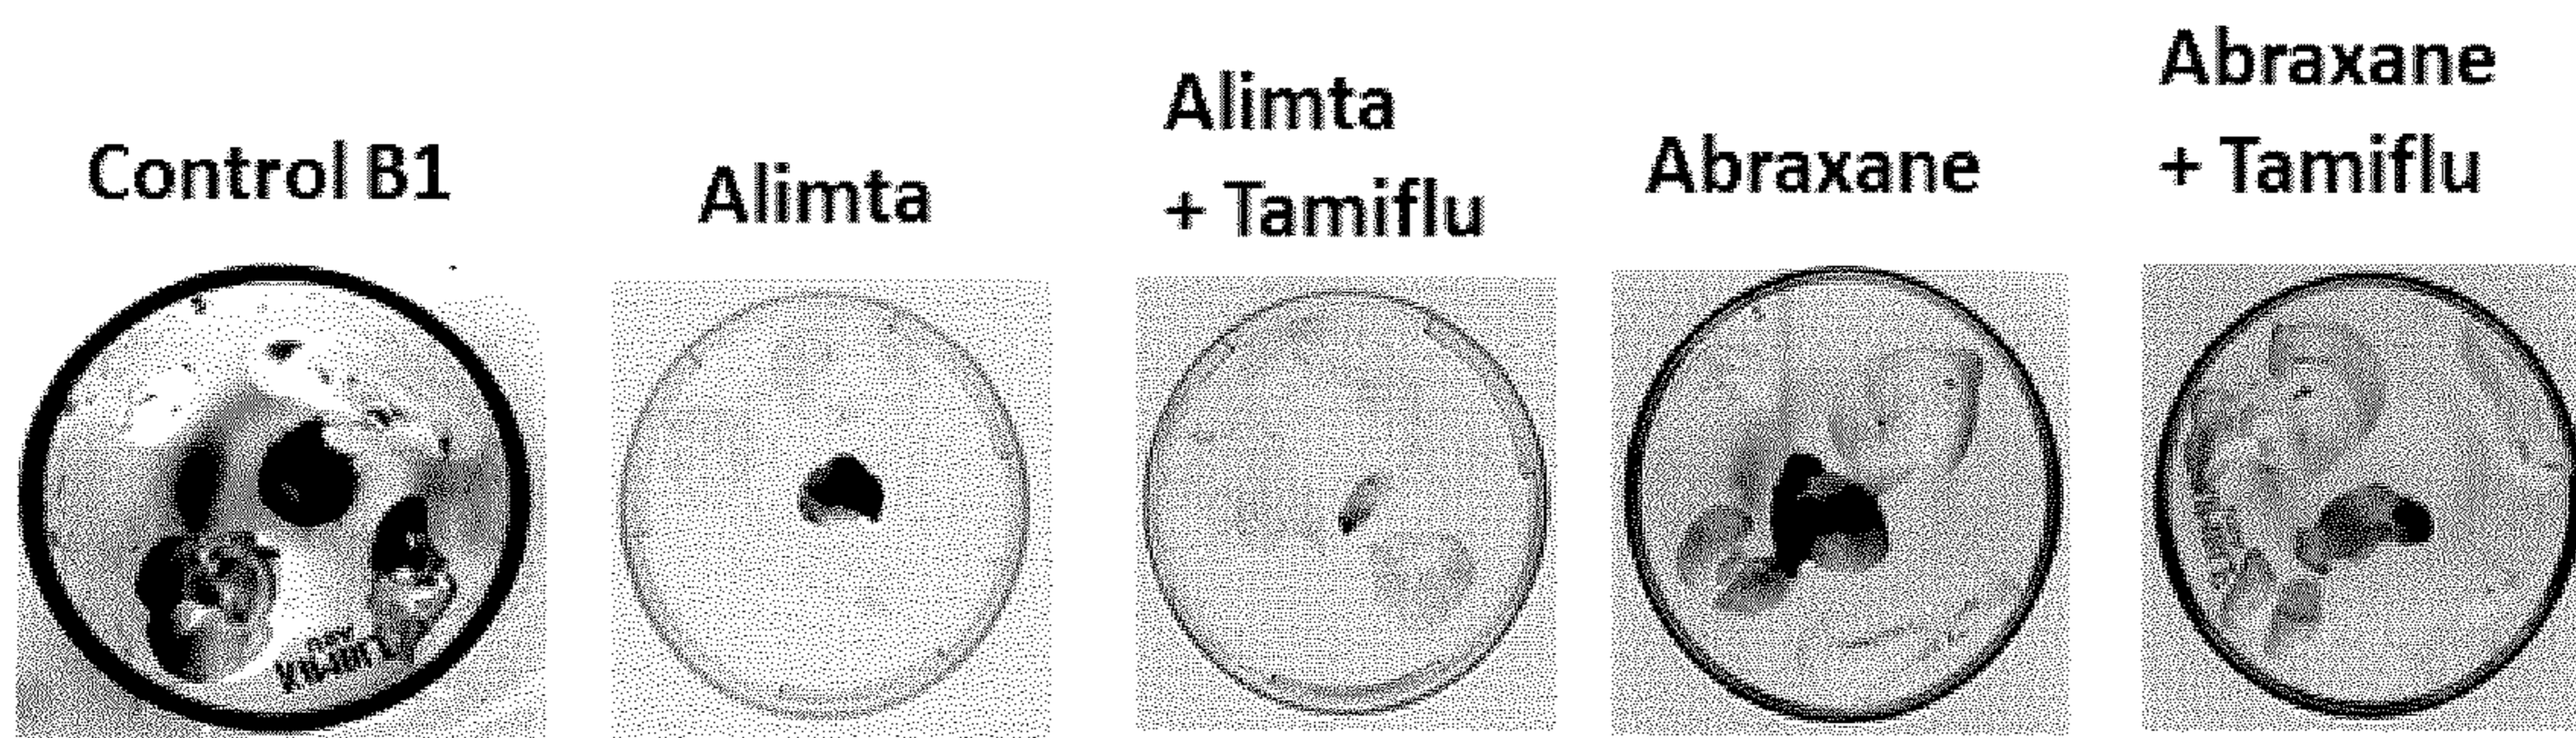 Control B1
Alimta
Alimta
+ Tamiflu
Abraxane
Abraxane
+ Tamiflu